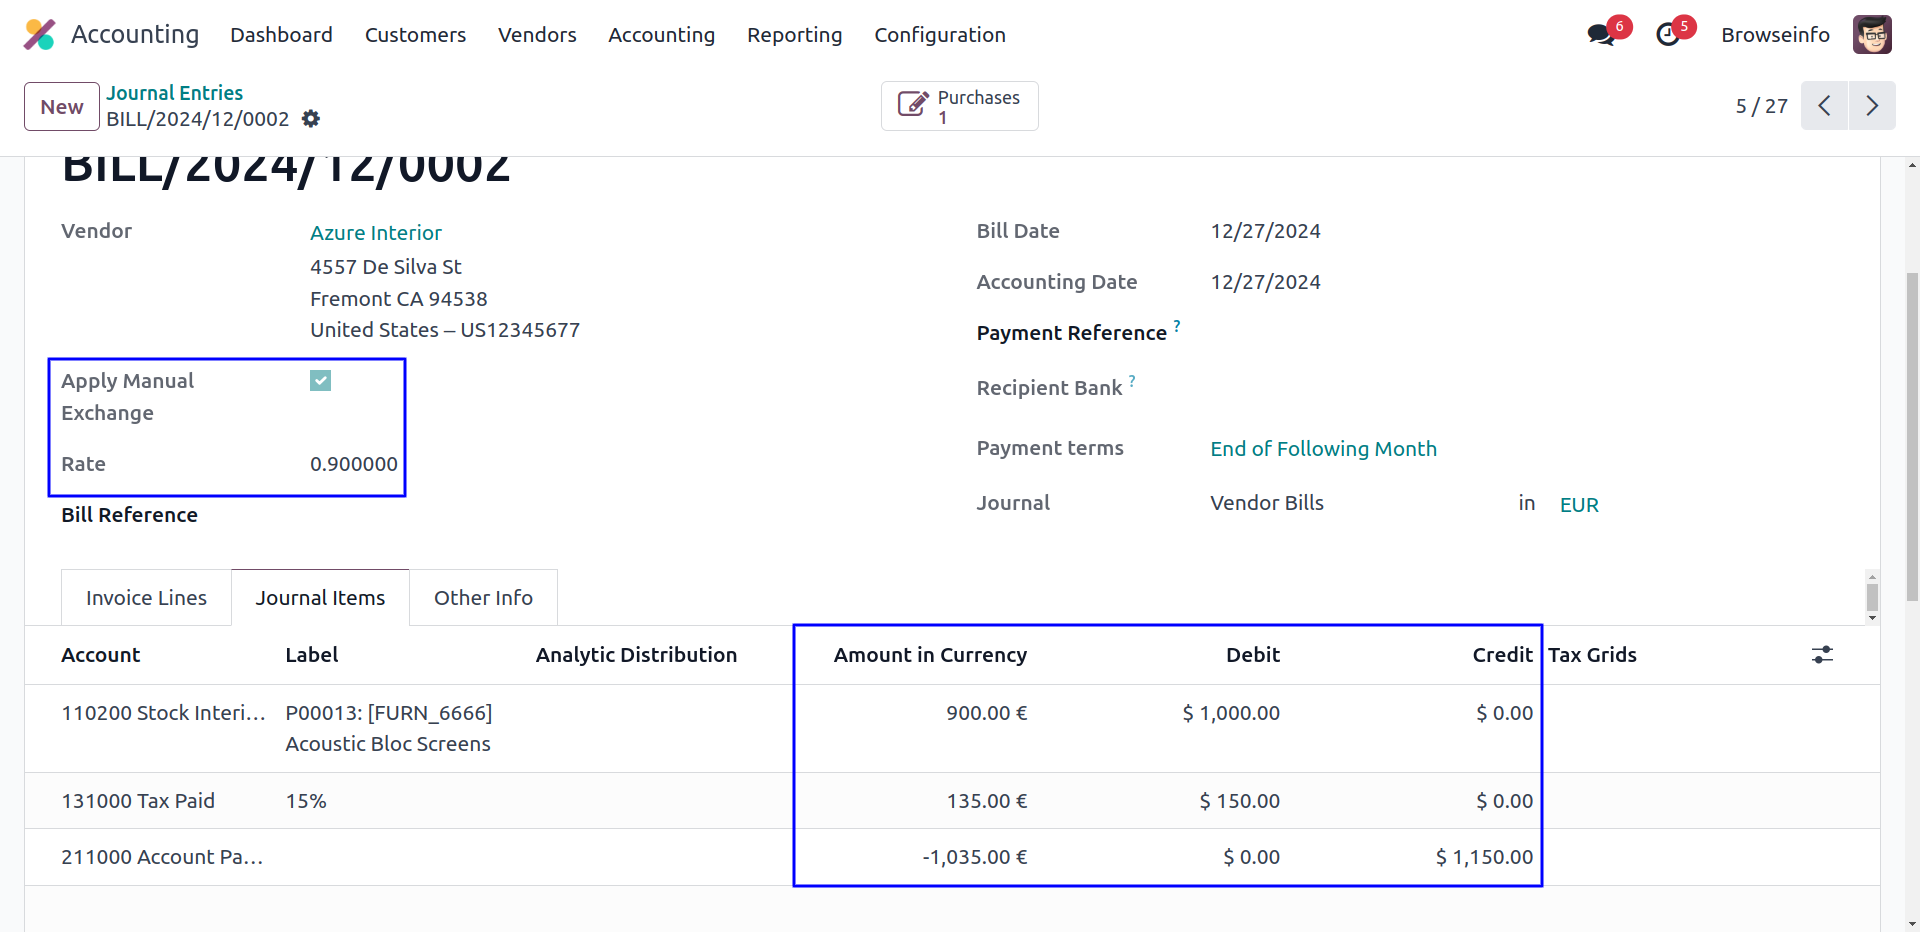 Accounting Dashboard Customers Vendors Accounting Reporting Configuration 6 5 Browseinfo
New
Journal Entries
BILL/2024/12/0002
Purchases
1
5 / 27
BILL/2024/12/0002
Vendor
Azure Interior
4557 De Silva St
Fremont CA 94538
United States – US12345677
Apply Manual
Exchange
Rate 0.900000
Bill Reference
Bill Date 12/27/2024
Accounting Date 12/27/2024
Payment Reference ?
Recipient Bank ?
Payment terms End of Following Month
Journal Vendor Bills in EUR
Invoice Lines Journal Items Other Info
Account Label Analytic Distribution Amount in Currency Debit Credit Tax Grids
110200 Stock Interi... P00013: [FURN_6666] 900.00 € $ 1,000.00 $ 0.00
Acoustic Bloc Screens
131000 Tax Paid 15% 135.00 € $ 150.00 $ 0.00
211000 Account Pa... -1,035.00 € $ 0.00 $ 1,150.00